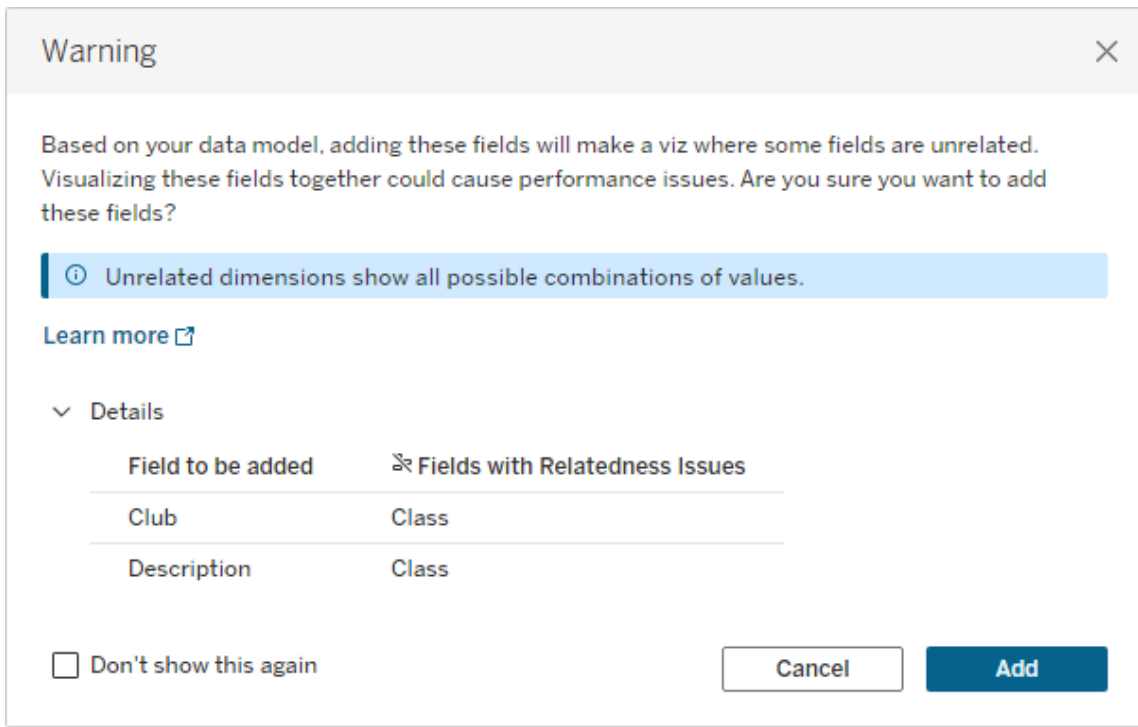 Warning
Based on your data model, adding these fields will make a viz where some fields are unrelated.
Visualizing these fields together could cause performance issues. Are you sure you want to add
these fields?
Unrelated dimensions show all possible combinations of values.
Learn more
Details
Field to be added Fields with Relatedness Issues
Club Class
Description Class
Don't show this again Cancel Add